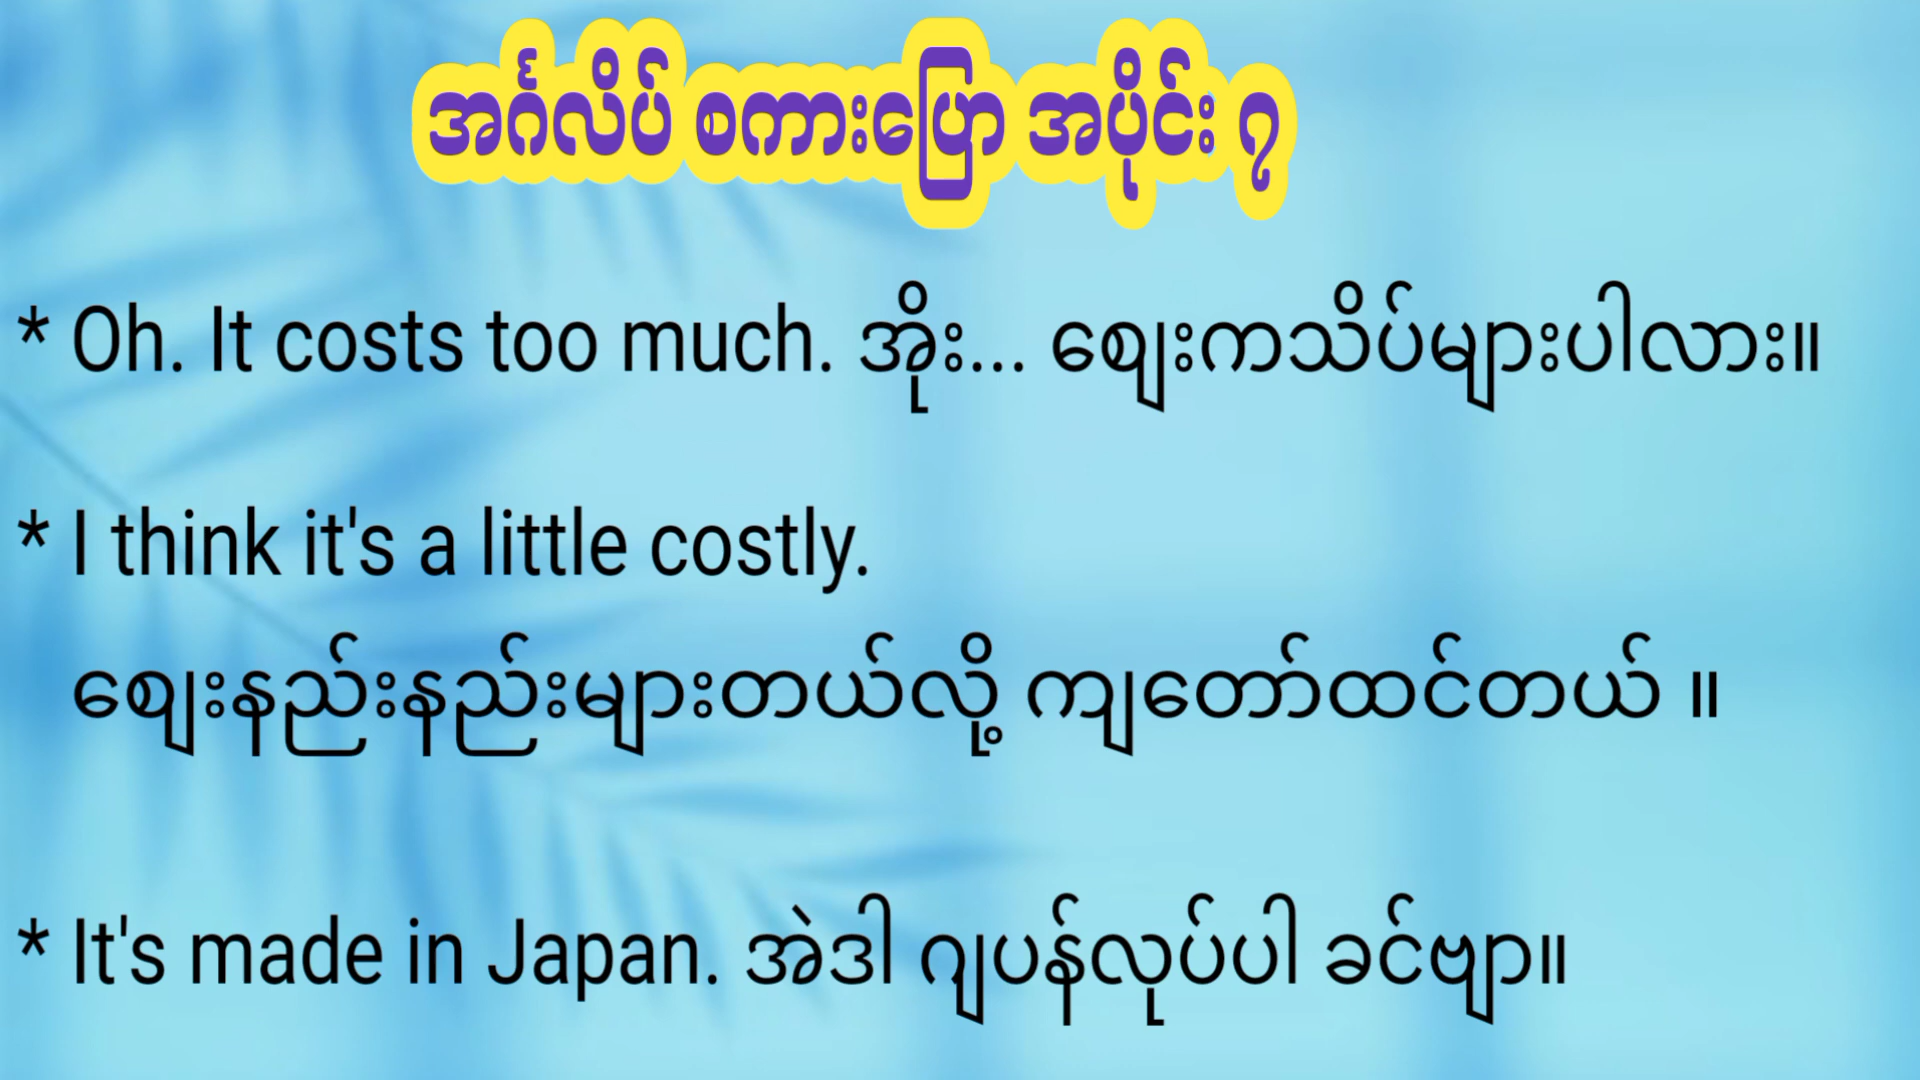 အင်္ဂလိပ် စကားပြော အပိုင်း ၇
* Oh. It costs too much. အိုး... စျေးကသိပ်များပါလား။
* I think it's a little costly.
စျေးနည်းနည်းများတယ်လို့ ကျတော်ထင်တယ် ။
* It's made in Japan. အဲဒါ ဂျပန်လုပ်ပါ ခင်ဗျာ။